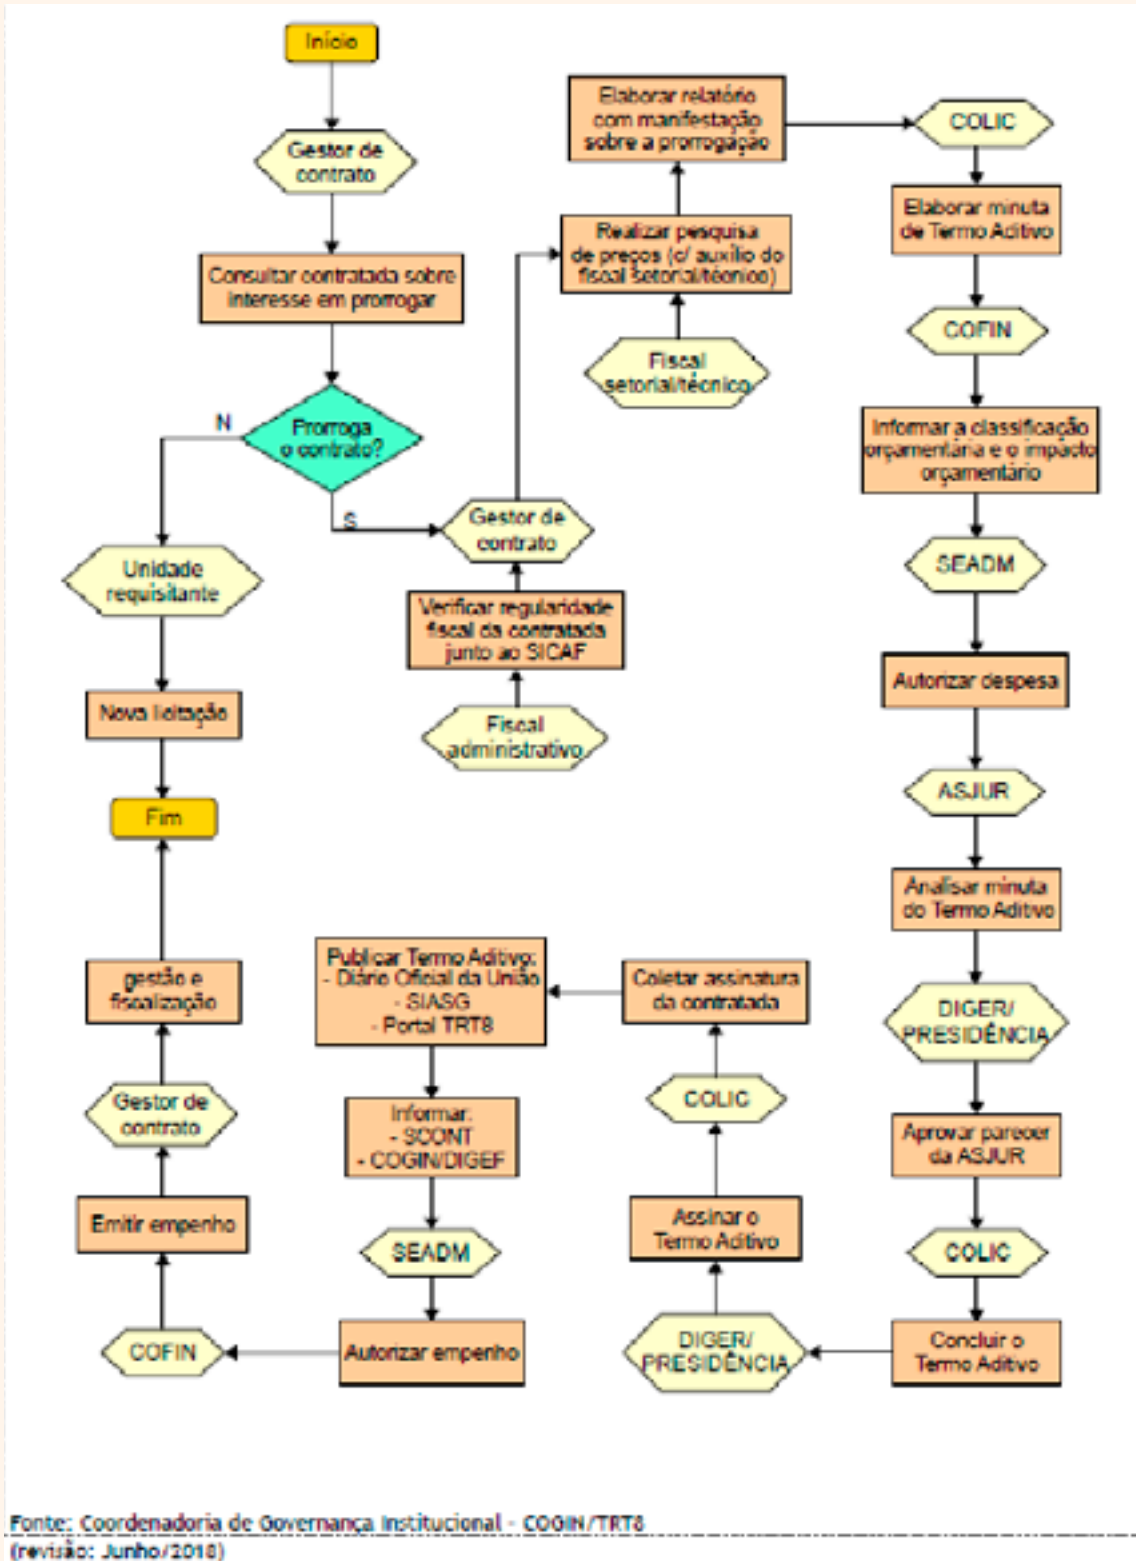 Início
Gestor de
contrato
Consultar contratada sobre
interesse em prorrogar
Prorroga
o contrato?
N
S
Unidade
requisitante
Nova licitação
Fim
Gestor de
contrato
Verificar regularidade
fiscal da contratada
junto ao SICAF
Fiscal
administrativo
Elaborar relatório
com manifestação
sobre a prorrogação
Realizar pesquisa
de preços (c/ auxílio do
fiscal setorial/técnico)
Fiscal
setorial/técnico
COLIC
Elaborar minuta
de Termo Aditivo
COFIN
Informar a classificação
orçamentária e o impacto
orçamentário
SEADM
Autorizar despesa
ASJUR
Analisar minuta
do Termo Aditivo
DIGER/
PRESIDÊNCIA
Aprovar parecer
da ASJUR
COLIC
Concluir o
Termo Aditivo
DIGER/
PRESIDÊNCIA
Assinar o
Termo Aditivo
COLIC
Coletar assinatura
da contratada
Publicar Termo Aditivo:
- Diário Oficial da União
- SIASG
- Portal TRT8
Informar:
- SCONT
- COGIN/DIGEF
SEADM
Autorizar empenho
COFIN
Emitir empenho
Gestor de
contrato
gestão e
fiscalização
Fonte: Coordenadoria de Governança Institucional - COGIN/TRT8
(revisão: Junho/2018)